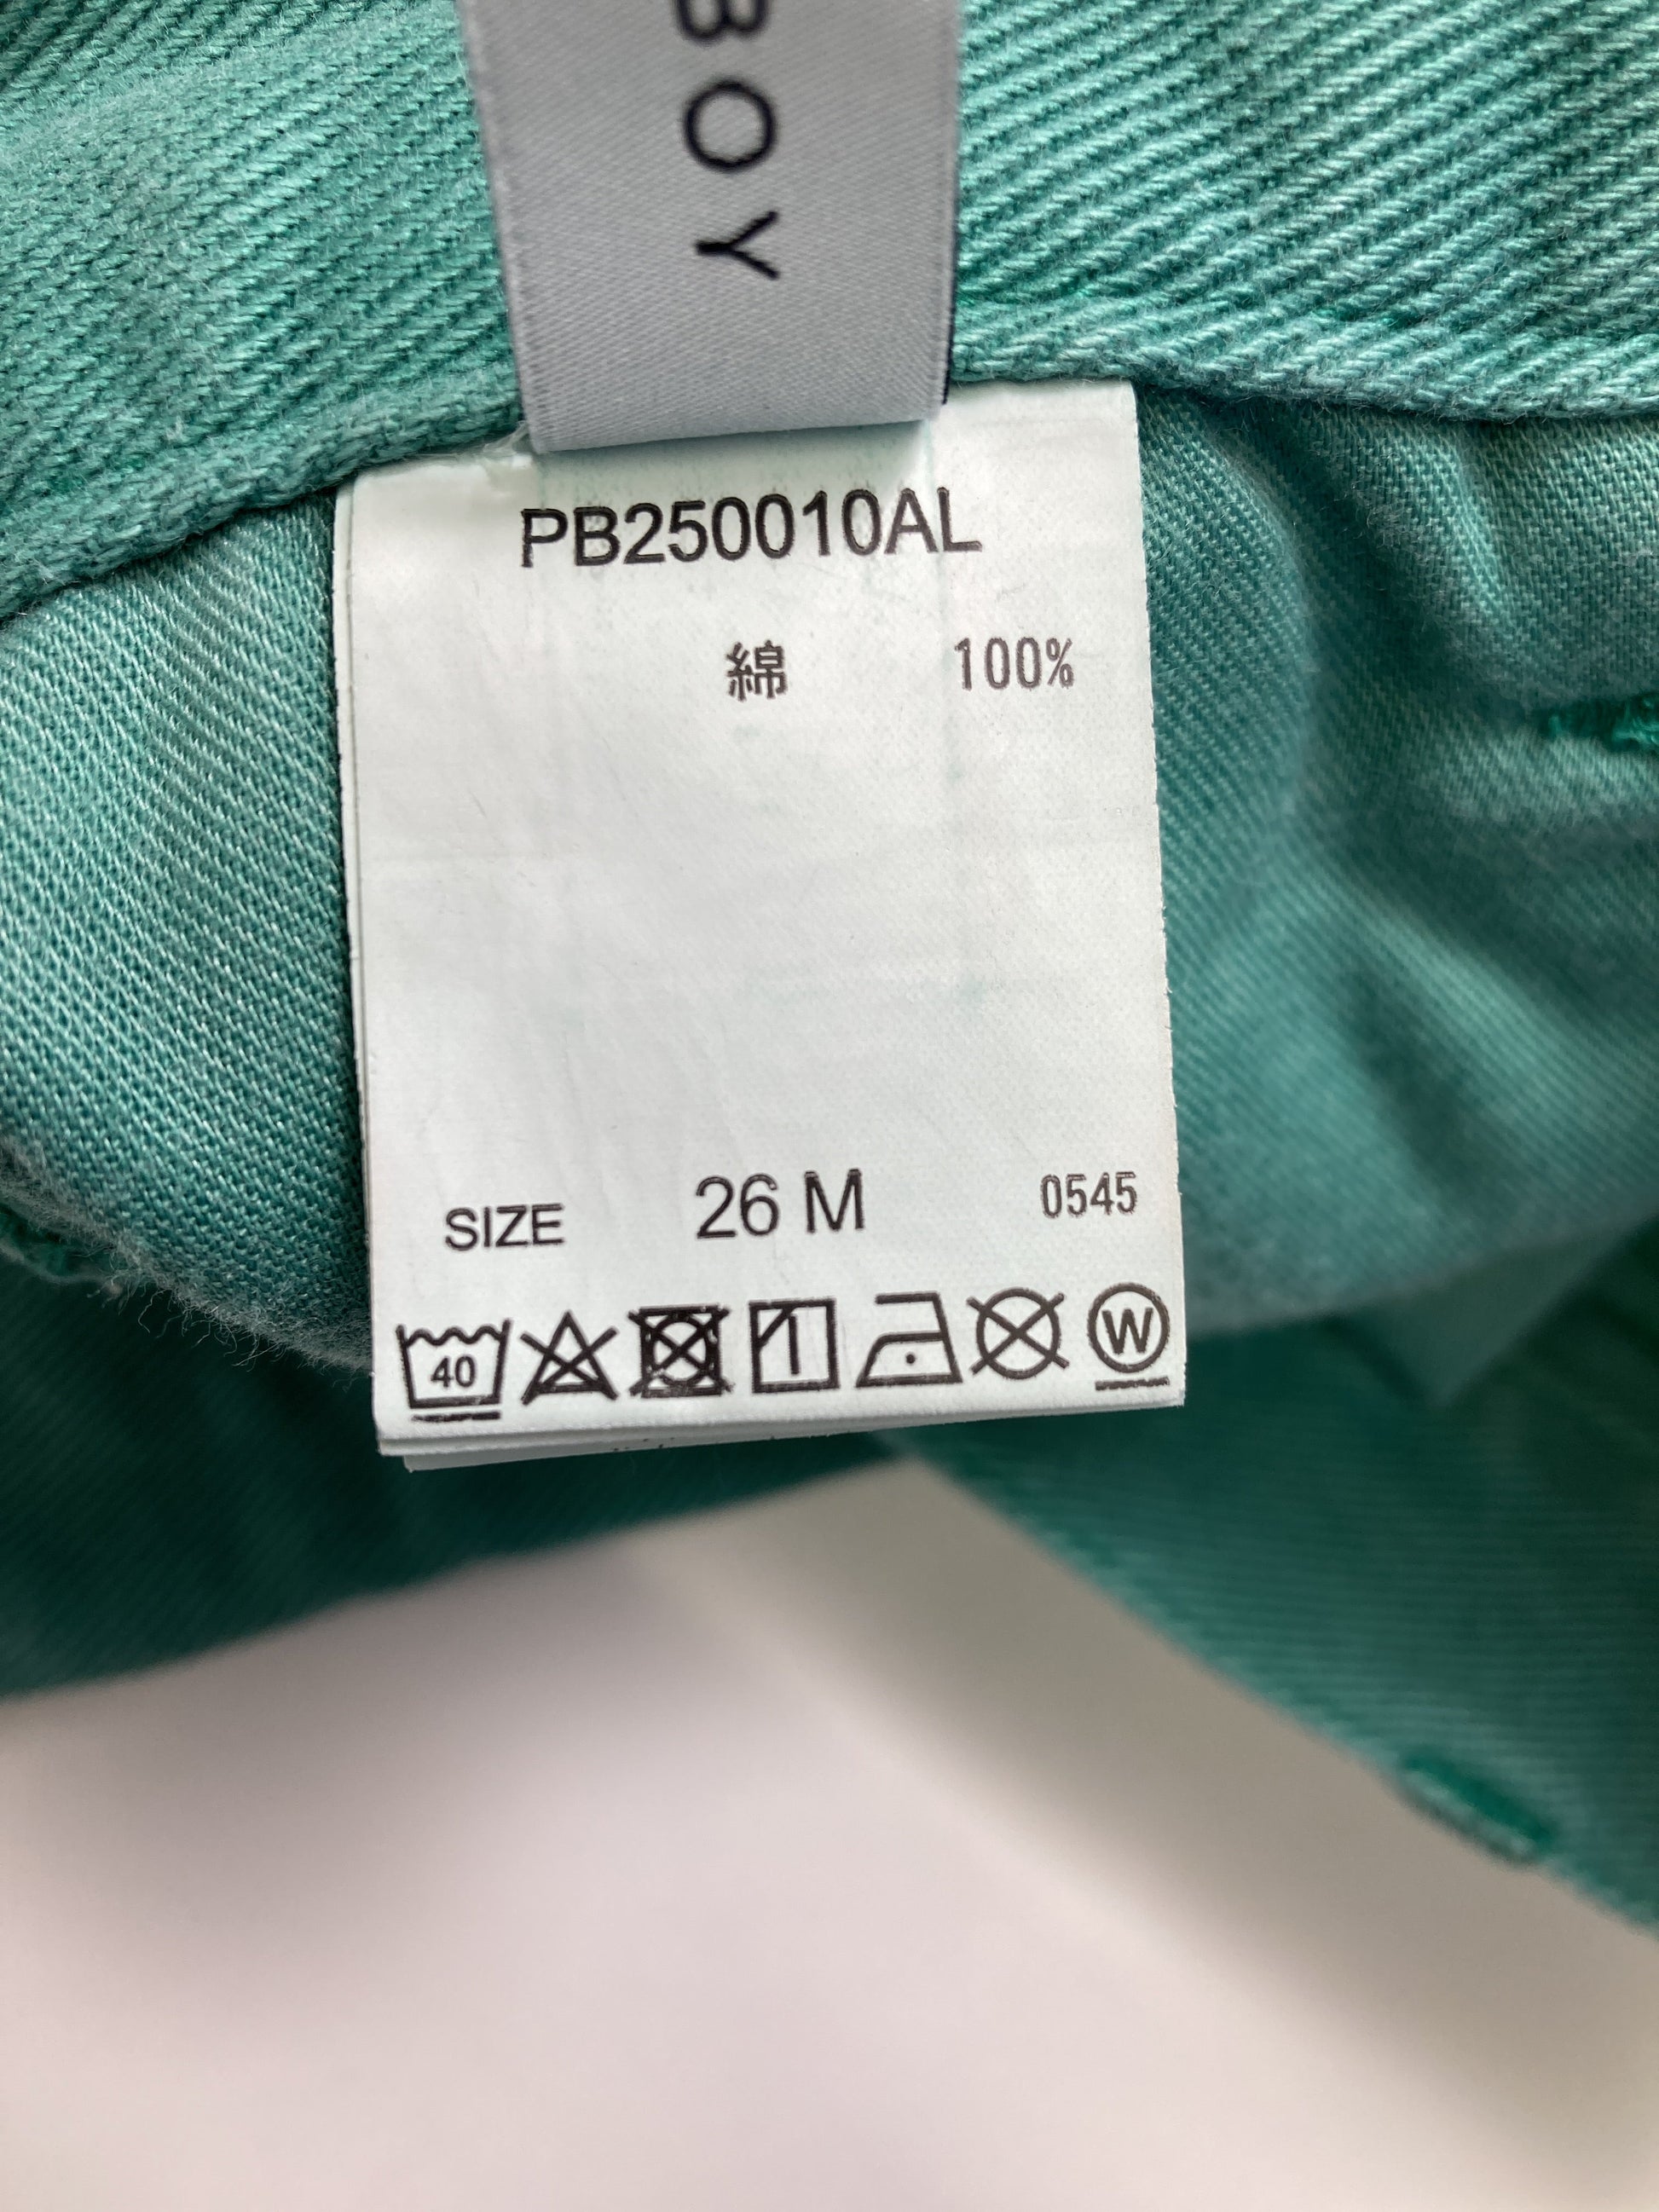 BOY
PB250010AL
綿 100%
SIZE 26 M 0545
40 W